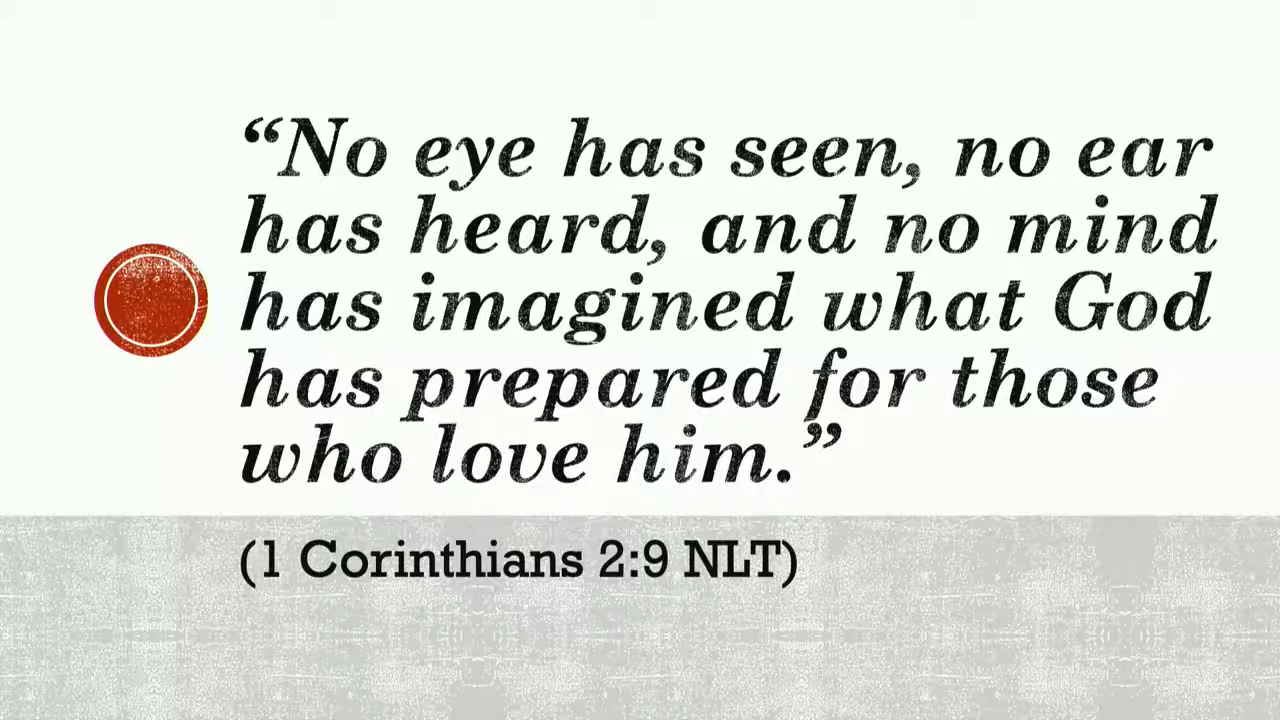 “No eye has seen, no ear
has heard, and no mind
has imagined what God
has prepared for those
who love him.”
(1 Corinthians 2:9 NLT)